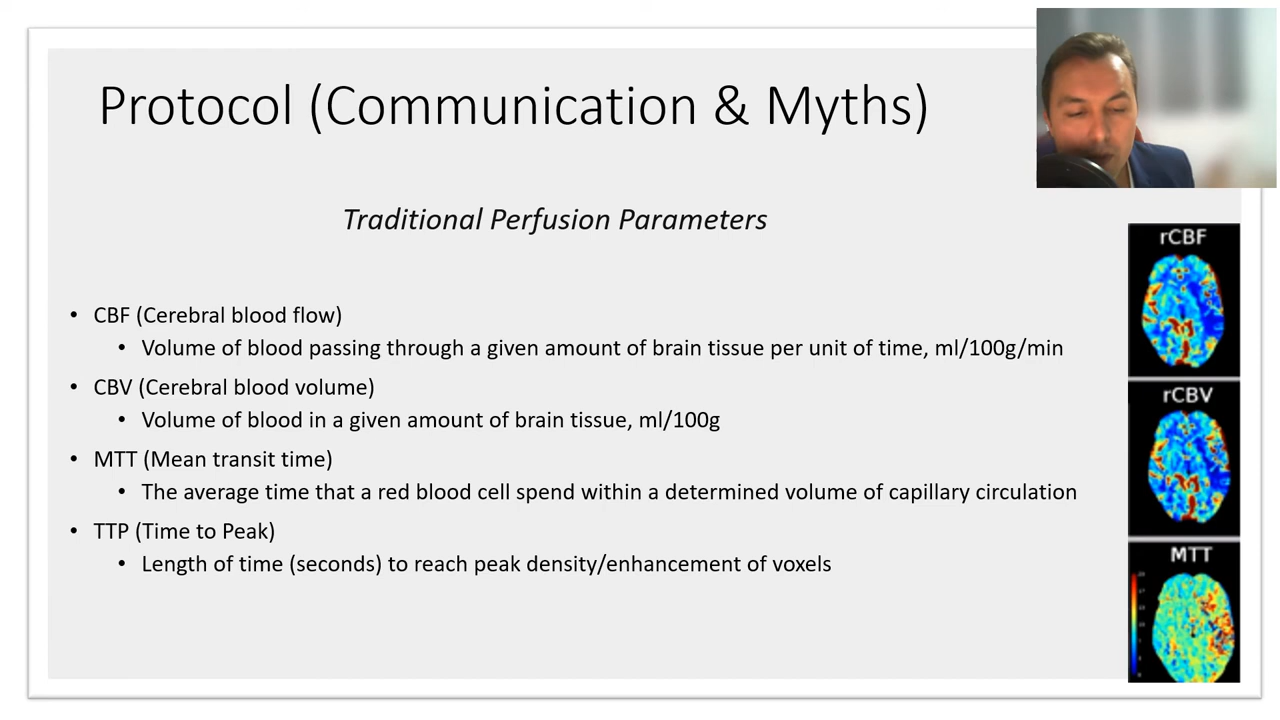 Protocol (Communication & Myths)
Traditional Perfusion Parameters
• CBF (Cerebral blood flow)
• Volume of blood passing through a given amount of brain tissue per unit of time, ml/100g/min
• CBV (Cerebral blood volume)
• Volume of blood in a given amount of brain tissue, ml/100g
• MTT (Mean transit time)
• The average time that a red blood cell spend within a determined volume of capillary circulation
• TTP (Time to Peak)
• Length of time (seconds) to reach peak density/enhancement of voxels
rCBF
rCBV
MTT